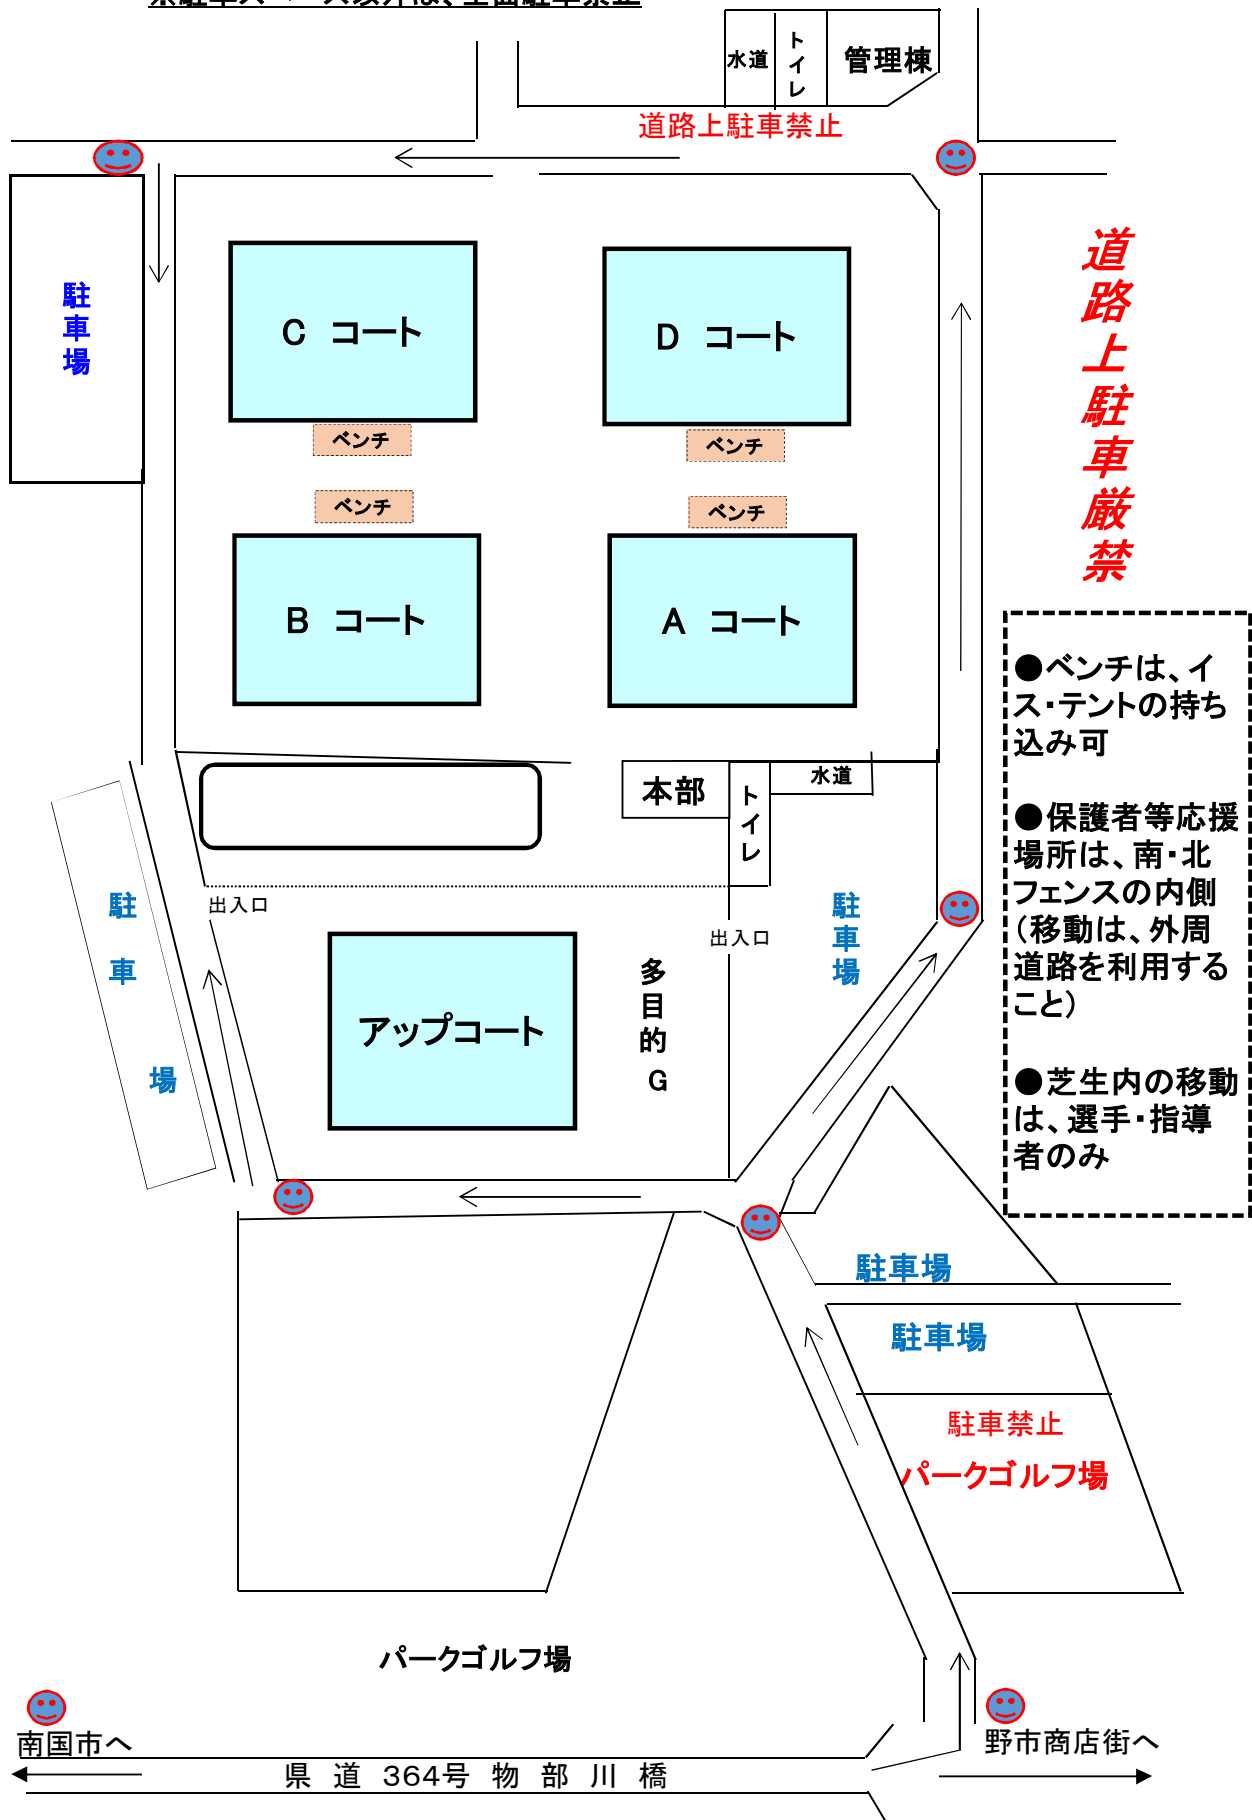 水道
トイレ
管理棟
道路上駐車禁止
道路上駐車厳禁
駐車場
C コート
D コート
ベンチ
ベンチ
ベンチ
ベンチ
B コート
A コート
●ベンチは、イ
ス・テントの持ち
込み可
●保護者等応援
場所は、南・北
フェンスの内側
（移動は、外周
道路を利用する
こと）
●芝生内の移動
は、選手・指導
者のみ
本部
トイレ
水道
駐車場
出入口
駐車場
出入口
アップコート
多目的G
駐車場
駐車場
駐車禁止
パークゴルフ場
パークゴルフ場
南国市へ
野市商店街へ
県 道 364号 物 部 川 橋